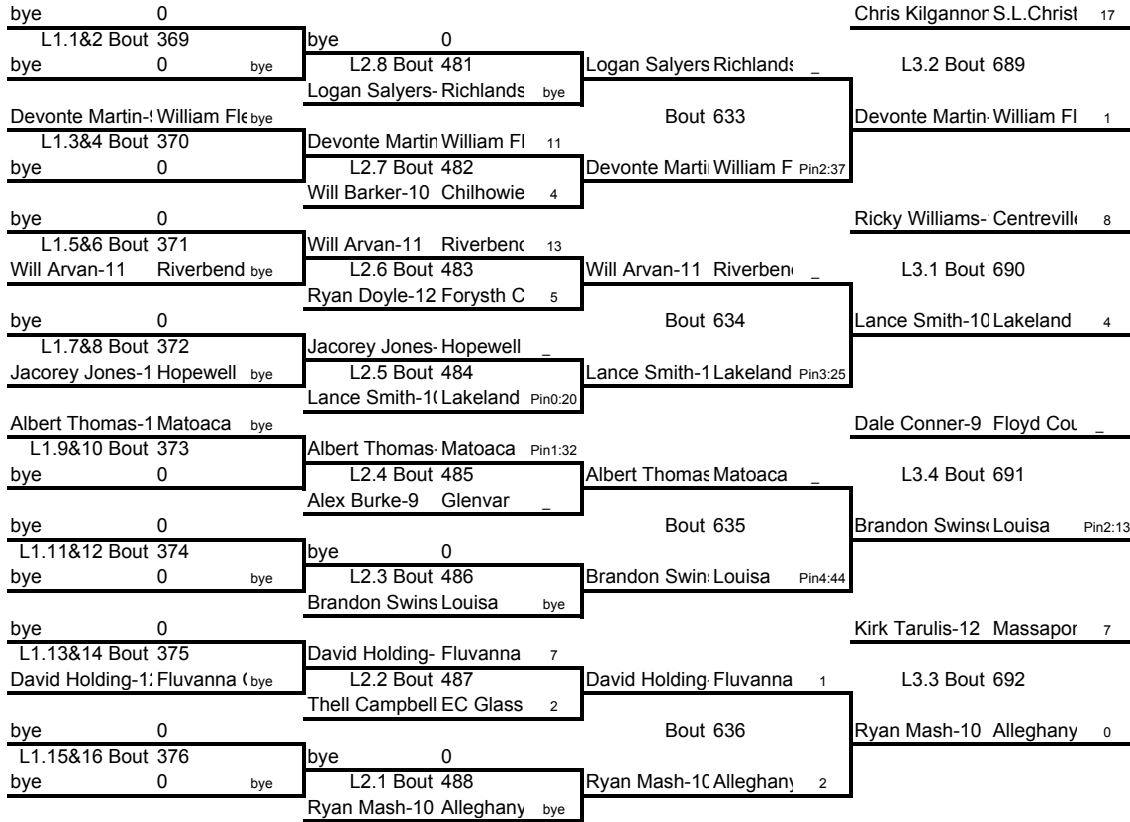 bye 0
L1.1&2 Bout 369
bye 0 bye
Devonte Martin-9 William Fle bye
L1.3&4 Bout 370
bye 0
bye 0
L1.5&6 Bout 371
Will Arvan-11 Riverbend bye
bye 0
L1.7&8 Bout 372
Jacorey Jones-1 Hopewell bye
Albert Thomas-1 Matoaca bye
L1.9&10 Bout 373
bye 0
bye 0
L1.11&12 Bout 374
bye 0 bye
bye 0
L1.13&14 Bout 375
David Holding-12 Fluvanna C bye
bye 0
L1.15&16 Bout 376
bye 0 bye
bye 0
L2.8 Bout 481
Logan Salyers- Richlands bye
Devonte Martin William Fl 11
L2.7 Bout 482
Will Barker-10 Chilhowie 4
Will Arvan-11 Riverbend 13
L2.6 Bout 483
Ryan Doyle-12 Forysth C 5
Jacorey Jones- Hopewell _
L2.5 Bout 484
Lance Smith-10 Lakeland Pin0:20
Albert Thomas- Matoaca Pin1:32
L2.4 Bout 485
Alex Burke-9 Glenvar _
bye 0
L2.3 Bout 486
Brandon Swins Louisa bye
David Holding- Fluvanna 7
L2.2 Bout 487
Thell Campbell EC Glass 2
bye 0
L2.1 Bout 488
Ryan Mash-10 Alleghany bye
Logan Salyers Richlands _
Bout 633
Devonte Marti William F Pin2:37
Will Arvan-11 Riverben _
Bout 634
Lance Smith-1 Lakeland Pin3:25
Albert Thomas Matoaca _
Bout 635
Brandon Swin Louisa Pin4:44
David Holding Fluvanna 1
Bout 636
Ryan Mash-10 Alleghany 2
Chris Kilgannon S.L.Christ 17
L3.2 Bout 689
Devonte Martin- William Fl 1
Ricky Williams- Centreville 8
L3.1 Bout 690
Lance Smith-10 Lakeland 4
Dale Conner-9 Floyd Cou _
L3.4 Bout 691
Brandon Swinso Louisa Pin2:13
Kirk Tarulis-12 Massapon 7
L3.3 Bout 692
Ryan Mash-10 Alleghany 0